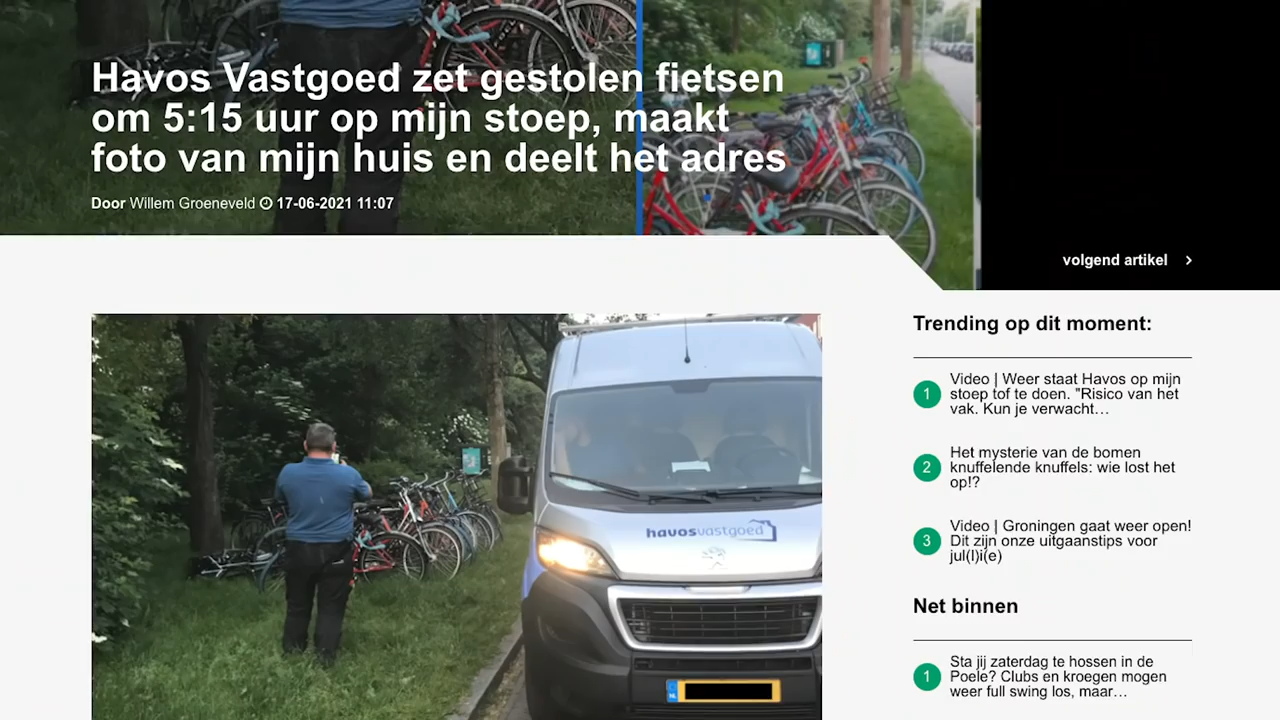 Havos Vastgoed zet gestolen fietsen
om 5:15 uur op mijn stoep, maakt
foto van mijn huis en deelt het adres
Door Willem Groeneveld 17-06-2021 11:07
volgend artikel
havosvastgoed
NL
Trending op dit moment:
1
Video | Weer staat Havos op mijn
stoep tof te doen. "Risico van het
vak. Kun je verwacht…
2
Het mysterie van de bomen
knuffelende knuffels: wie lost het
op!?
3
Video | Groningen gaat weer open!
Dit zijn onze uitgaanstips voor
jul(l)i(e)
Net binnen
1
Sta jij zaterdag te hossen in de
Poele? Clubs en kroegen mogen
weer full swing los, maar…